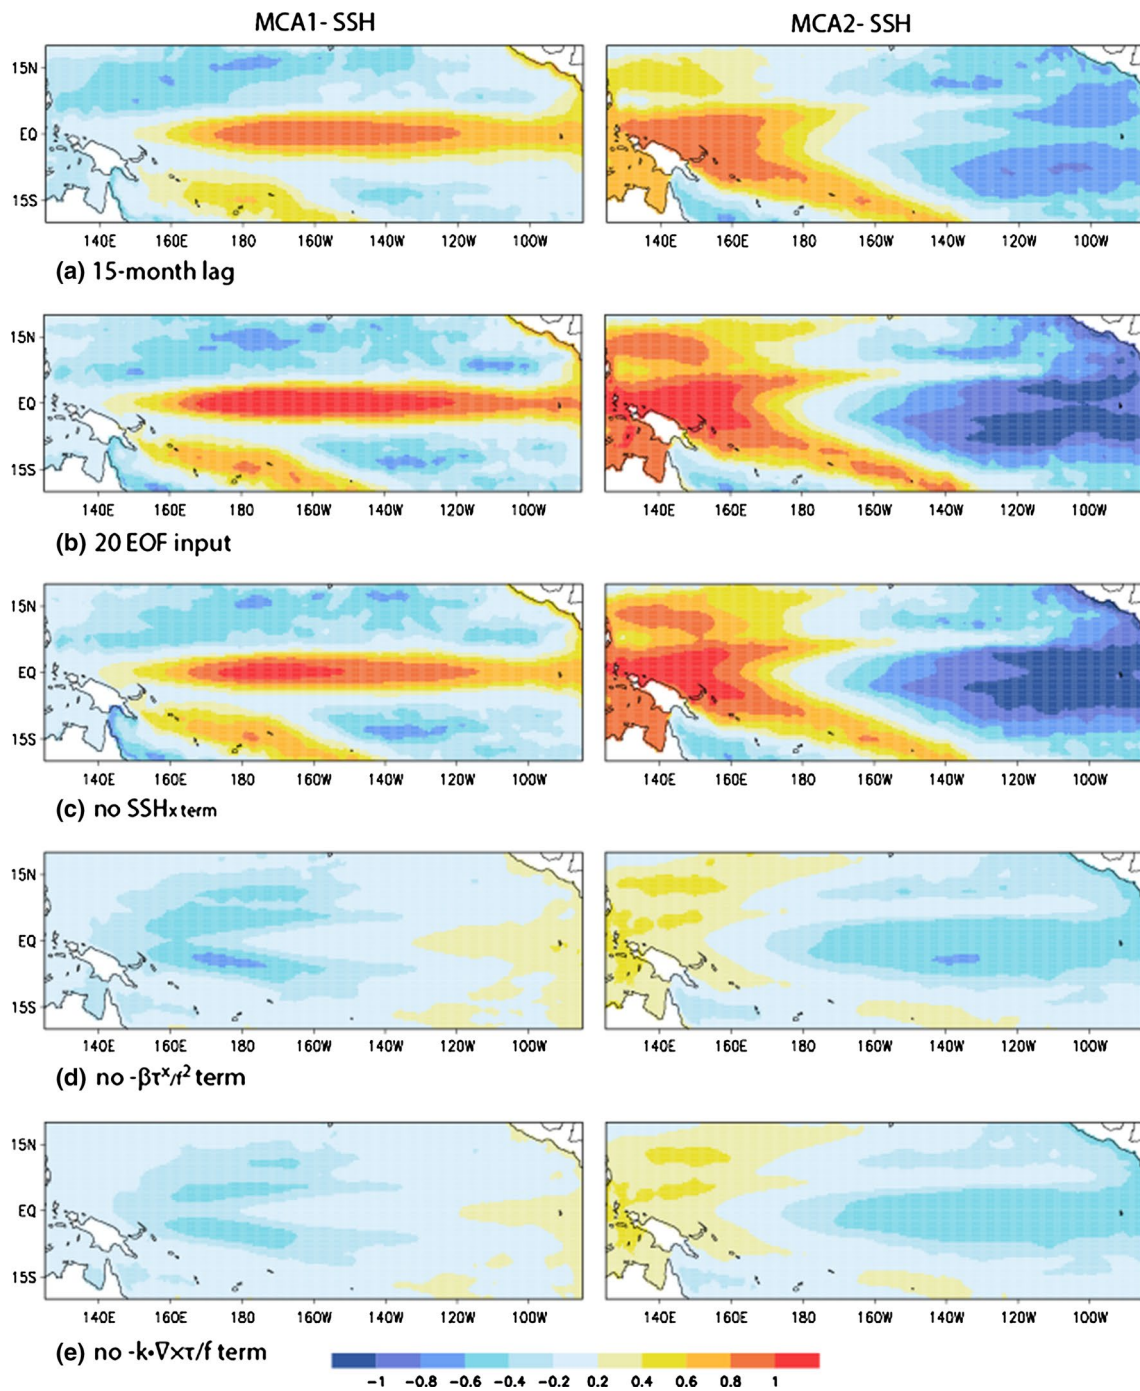 MCA1- SSH MCA2- SSH
15N
EQ
15S
140E 160E 180 160W 140W 120W 100W 140E 160E 180 160W 140W 120W 100W
(a) 15-month lag
15N
EQ
15S
140E 160E 180 160W 140W 120W 100W 140E 160E 180 160W 140W 120W 100W
(b) 20 EOF input
15N
EQ
15S
140E 160E 180 160W 140W 120W 100W 140E 160E 180 160W 140W 120W 100W
(c) no SSHx term
15N
EQ
15S
140E 160E 180 160W 140W 120W 100W 140E 160E 180 160W 140W 120W 100W
(d) no -βτˣ/f² term
15N
EQ
15S
140E 160E 180 160W 140W 120W 100W 140E 160E 180 160W 140W 120W 100W
(e) no -k•∇×τ/f term
-1 -0.8 -0.6 -0.4 -0.2 0.2 0.4 0.6 0.8 1